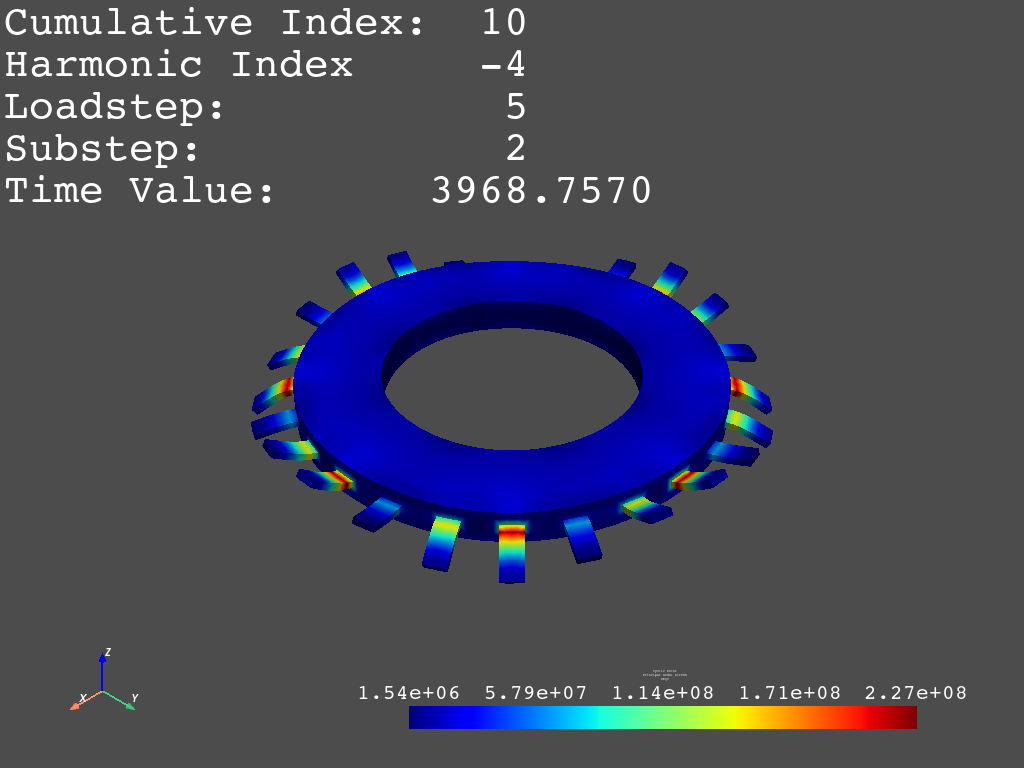 Cumulative Index: 10
Harmonic Index -4
Loadstep: 5
Substep: 2
Time Value: 3968.7570
Z
X Y
1.54e+06 5.79e+07 1.14e+08 1.71e+08 2.27e+08